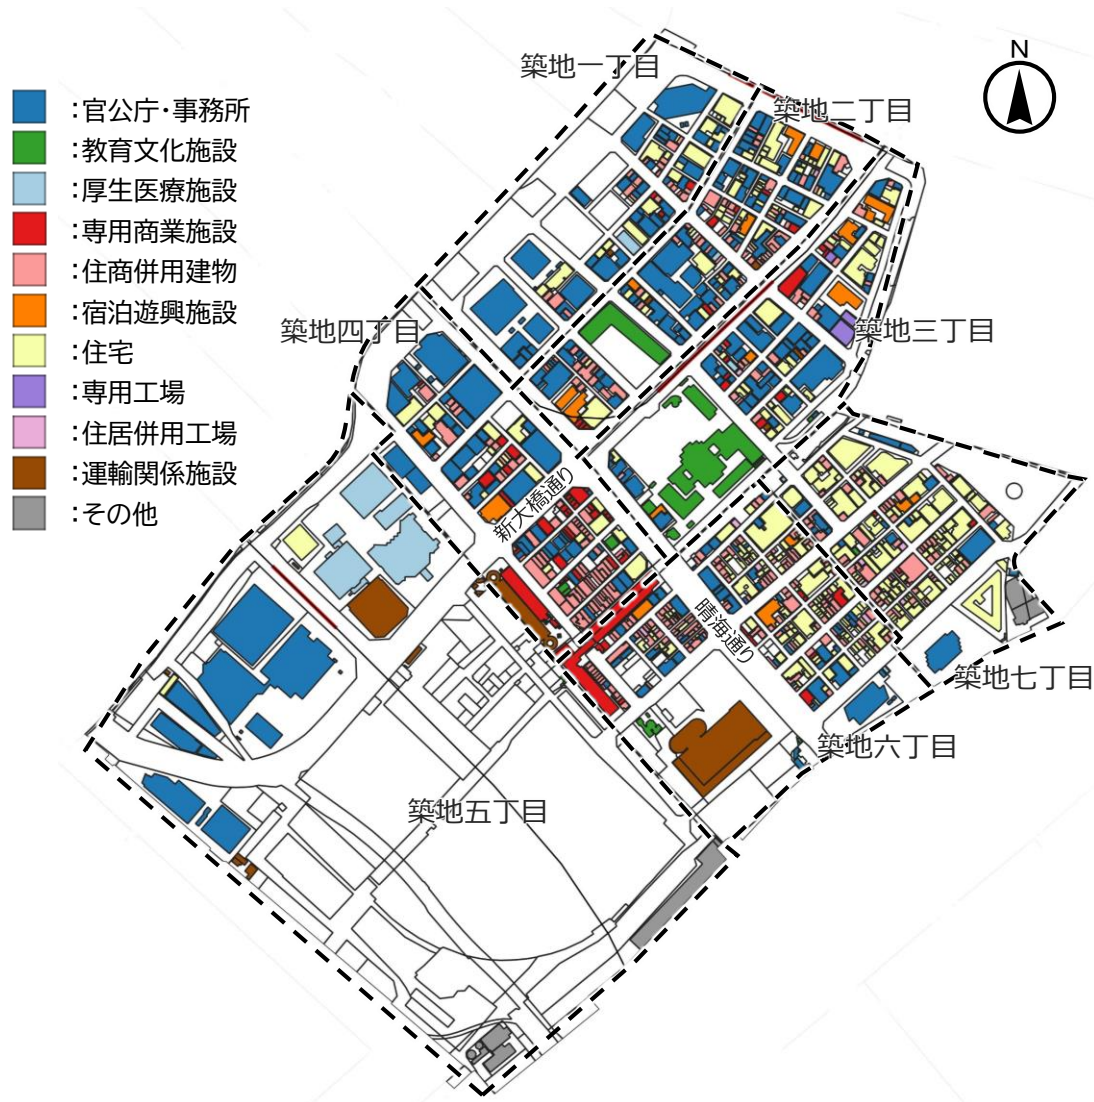 N
築地一丁目
築地二丁目
：官公庁・事務所
：教育文化施設
：厚生医療施設
：専用商業施設
：住商併用建物
：宿泊遊興施設
：住宅
：専用工場
：住居併用工場
：運輸関係施設
：その他
築地四丁目
築地三丁目
新大橋通り
晴海通り
築地七丁目
築地六丁目
築地五丁目